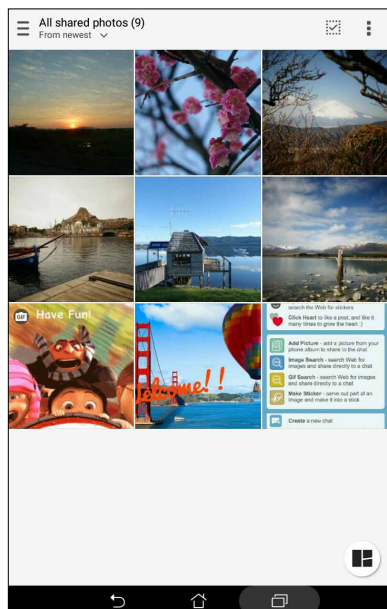 All shared photos (9)
From newest
GIF Have Fun!
Welcome! !
search the Web for stickers
Click Heart to like a post, and like it
many times to grow the heart :)
Add Picture - add a picture from your
phone album to share to the chat.
Image Search - search Web for
images and share directly to a chat
Gif Search - search Web for images
and share directly to a chat
Make Sticker - carve out part of an
image and make it into a stick
Create a new chat